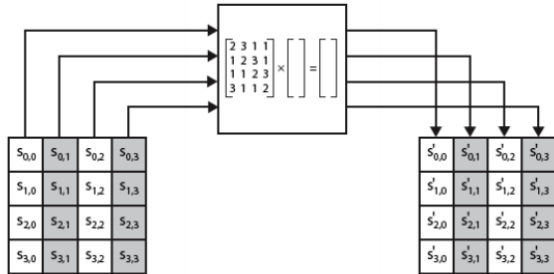 2 3 1 1
1 2 3 1
1 1 2 3
3 1 1 2
× =
S0,0 S0,1 S0,2 S0,3
S1,0 S1,1 S1,2 S1,3
S2,0 S2,1 S2,2 S2,3
S3,0 S3,1 S3,2 S3,3
S'0,0 S'0,1 S'0,2 S'0,3
S'1,0 S'1,1 S'1,2 S'1,3
S'2,0 S'2,1 S'2,2 S'2,3
S'3,0 S'3,1 S'3,2 S'3,3